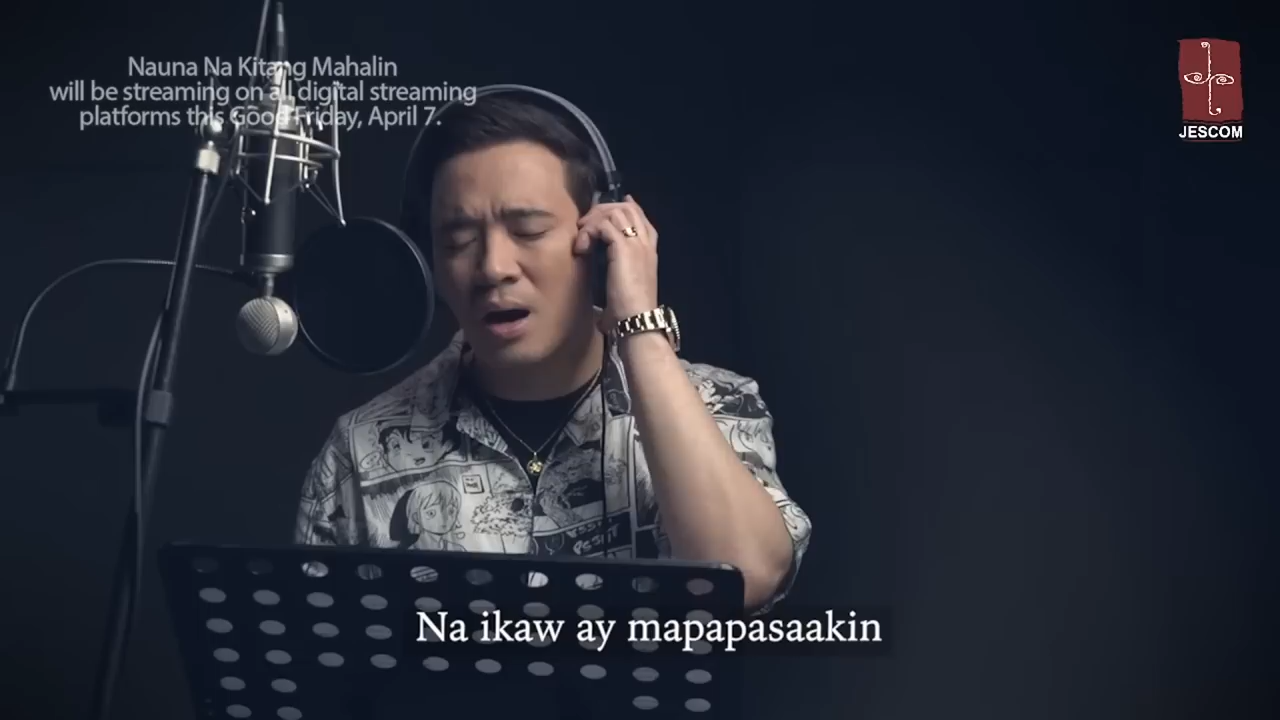 Nauna Na Kitang Mahalin
will be streaming on all digital streaming
platforms this Good Friday, April 7.
JESCOM
Na ikaw ay mapapasaakin